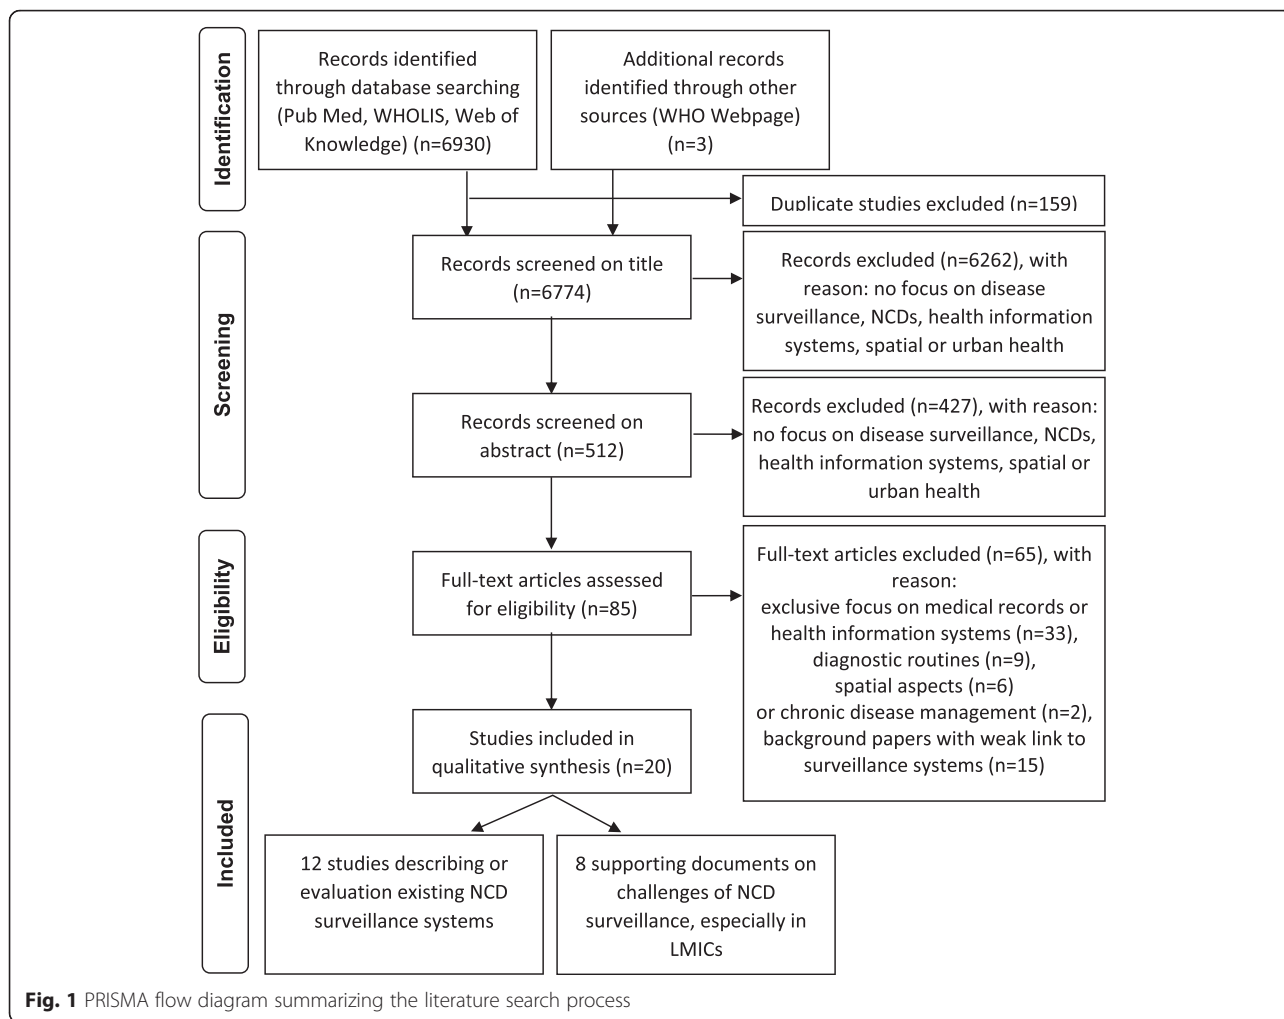 Identification
Records identified
through database searching
(Pub Med, WHOLIS, Web of
Knowledge) (n=6930)
Additional records
identified through other
sources (WHO Webpage)
(n=3)
Duplicate studies excluded (n=159)
Screening
Records screened on title
(n=6774)
Records excluded (n=6262), with
reason: no focus on disease
surveillance, NCDs, health information
systems, spatial or urban health
Records screened on
abstract (n=512)
Records excluded (n=427), with reason:
no focus on disease surveillance, NCDs,
health information systems, spatial or
urban health
Eligibility
Full-text articles assessed
for eligibility (n=85)
Full-text articles excluded (n=65), with
reason:
exclusive focus on medical records or
health information systems (n=33),
diagnostic routines (n=9),
spatial aspects (n=6)
or chronic disease management (n=2),
background papers with weak link to
surveillance systems (n=15)
Included
Studies included in
qualitative synthesis (n=20)
12 studies describing or
evaluation existing NCD
surveillance systems
8 supporting documents on
challenges of NCD
surveillance, especially in
LMICs
Fig. 1 PRISMA flow diagram summarizing the literature search process